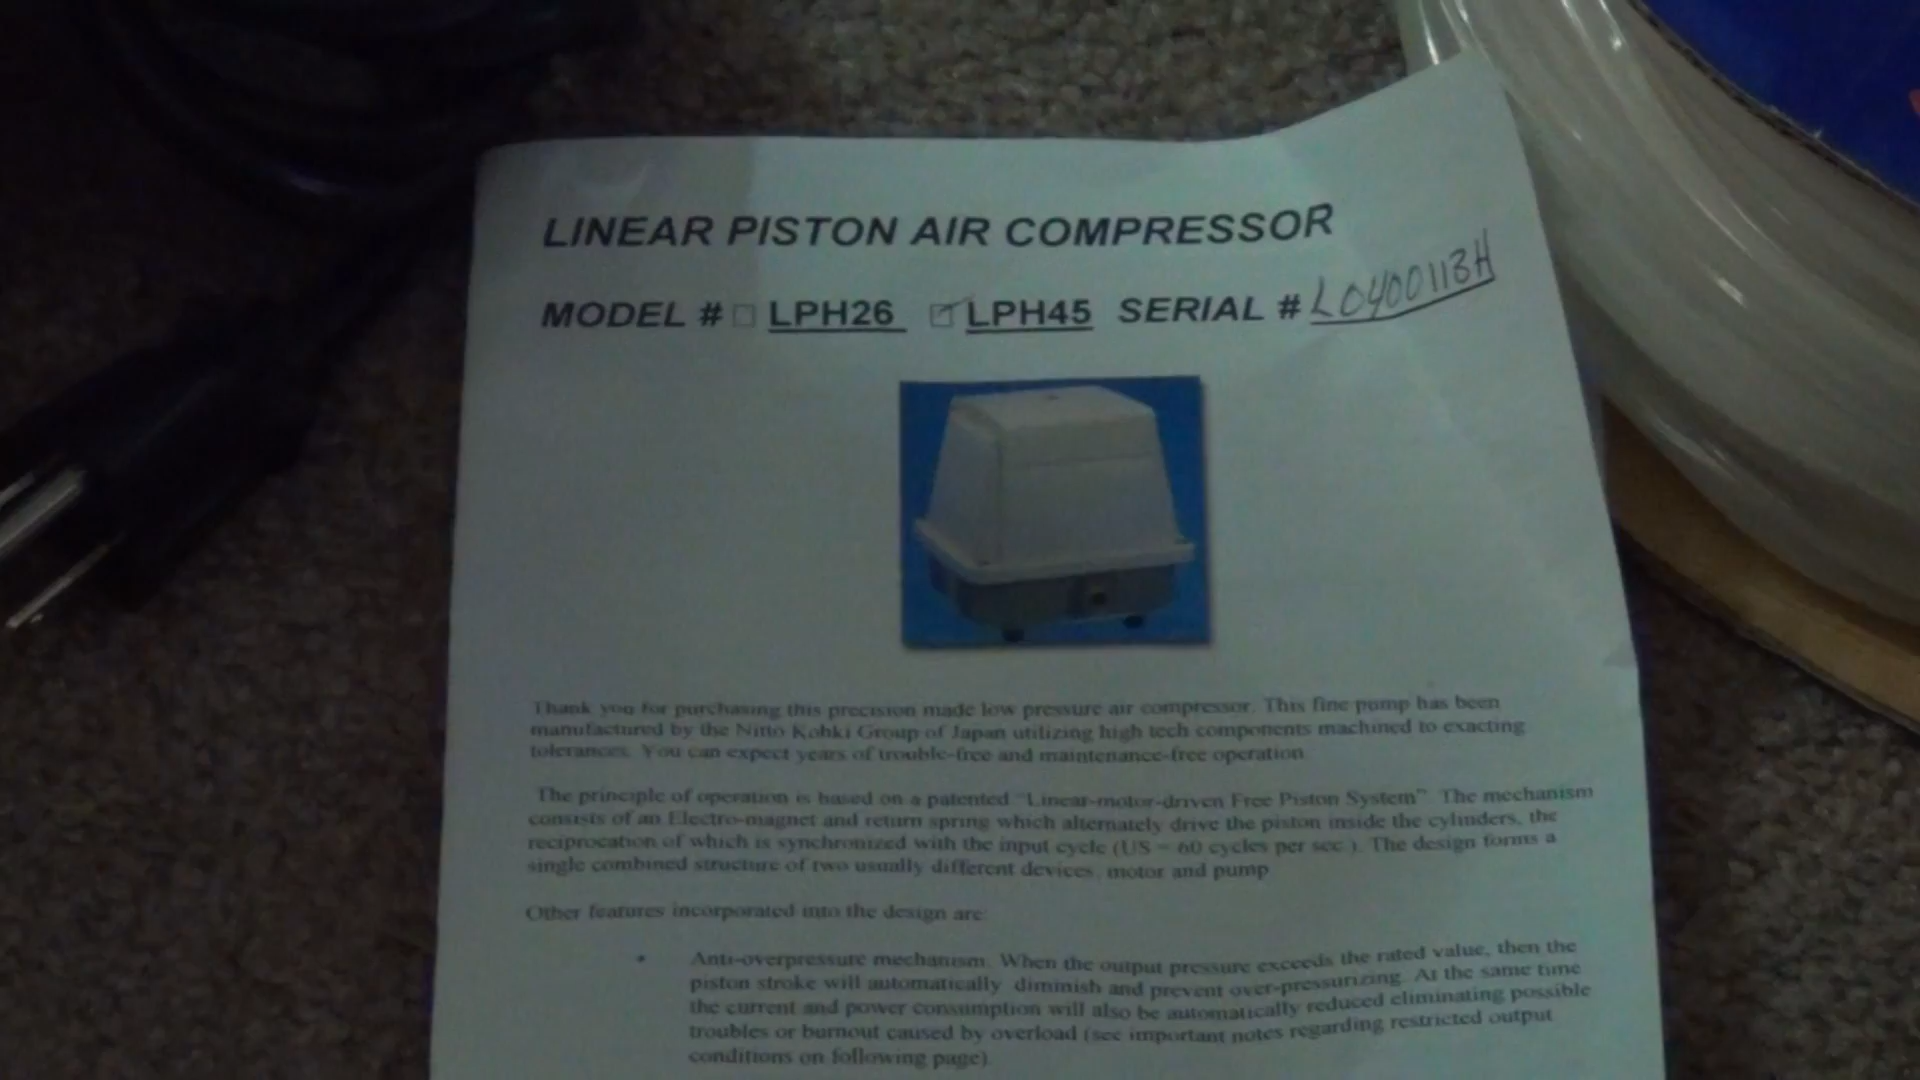 LINEAR PISTON AIR COMPRESSOR
MODEL # □ LPH26 ☑ LPH45 SERIAL # L0400113H
Thank you for purchasing this precision made low pressure air compressor. This fine pump has been
manufactured by the Nitto Kohki Group of Japan utilizing high tech components machined to exacting
tolerances. You can expect years of trouble-free and maintenance-free operation.
The principle of operation is based on a patented "Linear-motor-driven Free Piston System". The mechanism
consists of an Electro-magnet and return spring which alternately drive the piston inside the cylinders, the
reciprocation of which is synchronized with the input cycle (US = 60 cycles per sec.). The design forms a
single combined structure of two usually different devices, motor and pump.
Other features incorporated into the design are:
• Anti-overpressure mechanism. When the output pressure exceeds the rated value, then the
piston stroke will automatically diminish and prevent over-pressurizing. At the same time
the current and power consumption will also be automatically reduced eliminating possible
troubles or burnout caused by overload (see important notes regarding restricted output
conditions on following page).